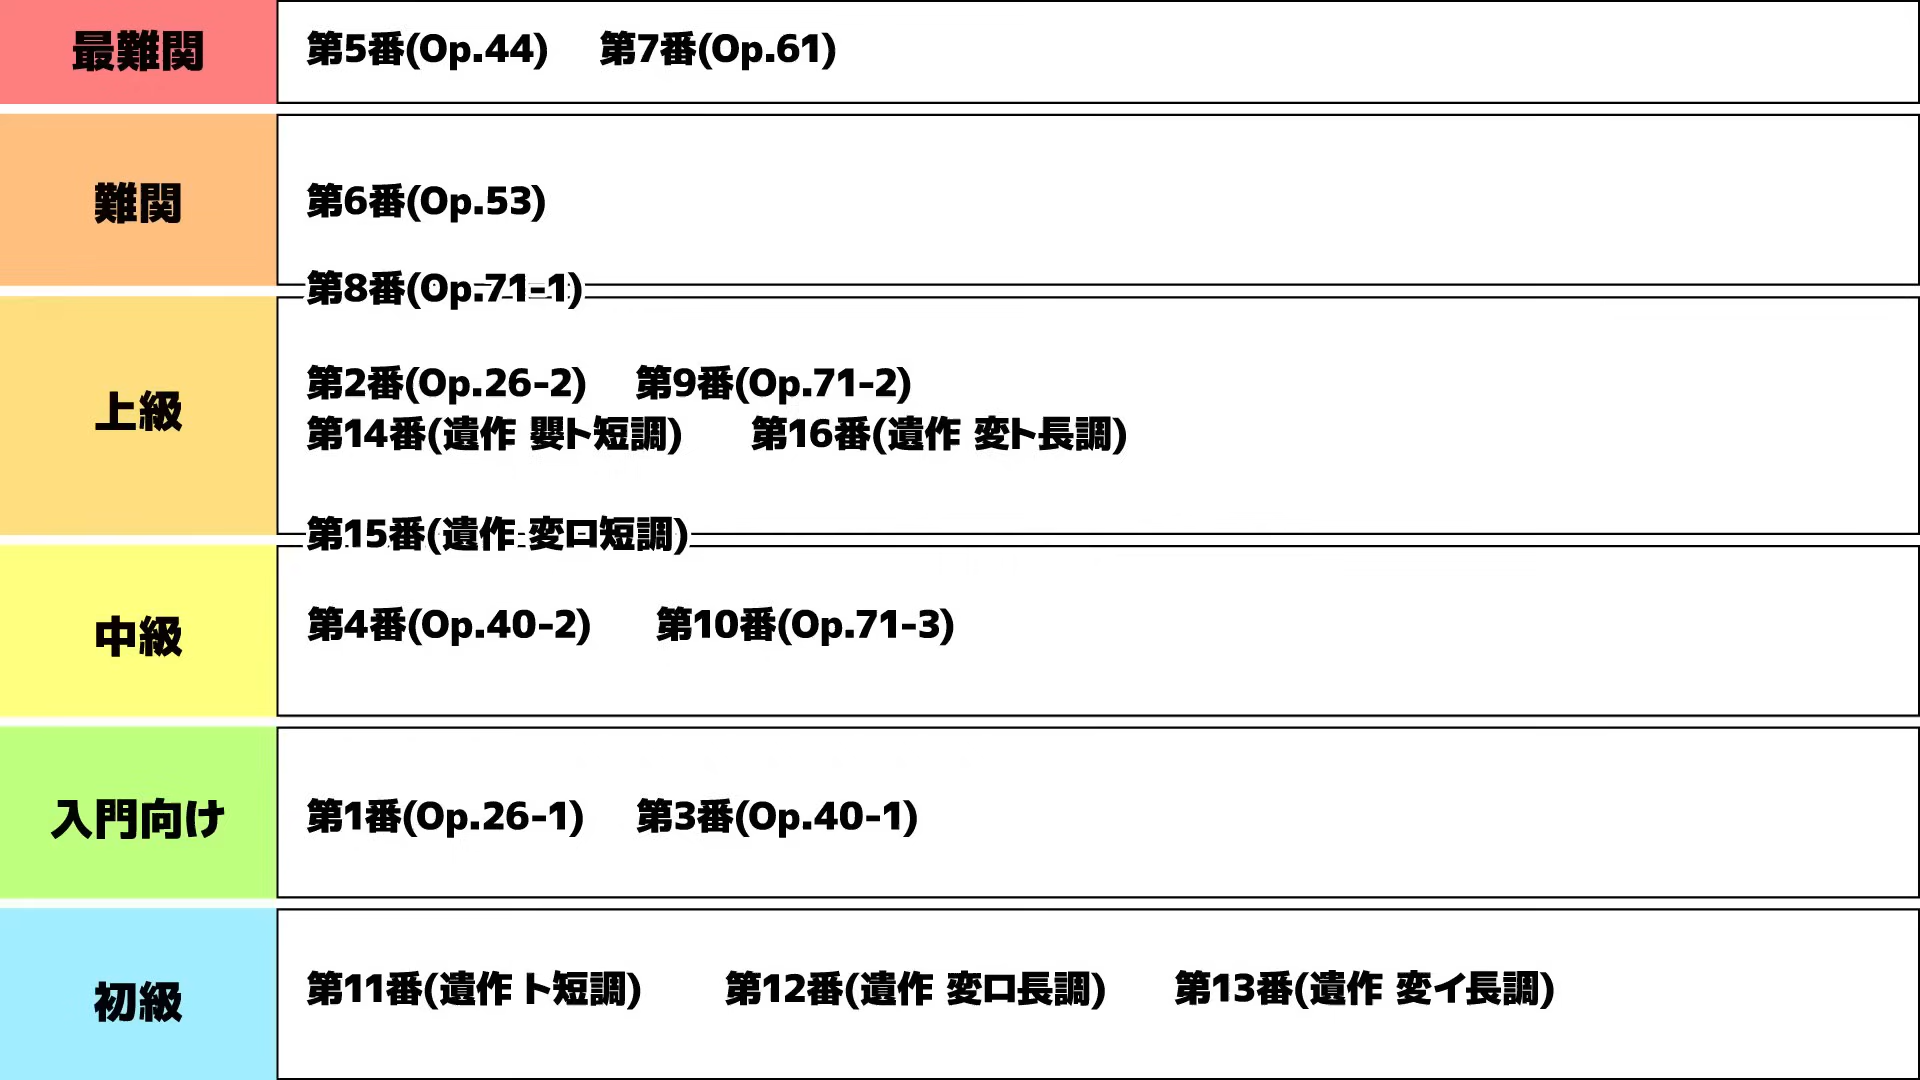 最難関
第5番(Op.44) 第7番(Op.61)
難関
第6番(Op.53)
第8番(Op.71-1)
上級
第2番(Op.26-2) 第9番(Op.71-2)
第14番(遺作 嬰ト短調) 第16番(遺作 変ト長調)
第15番(遺作 変ロ短調)
中級
第4番(Op.40-2) 第10番(Op.71-3)
入門向け
第1番(Op.26-1) 第3番(Op.40-1)
初級
第11番(遺作 ト短調) 第12番(遺作 変ロ長調) 第13番(遺作 変イ長調)